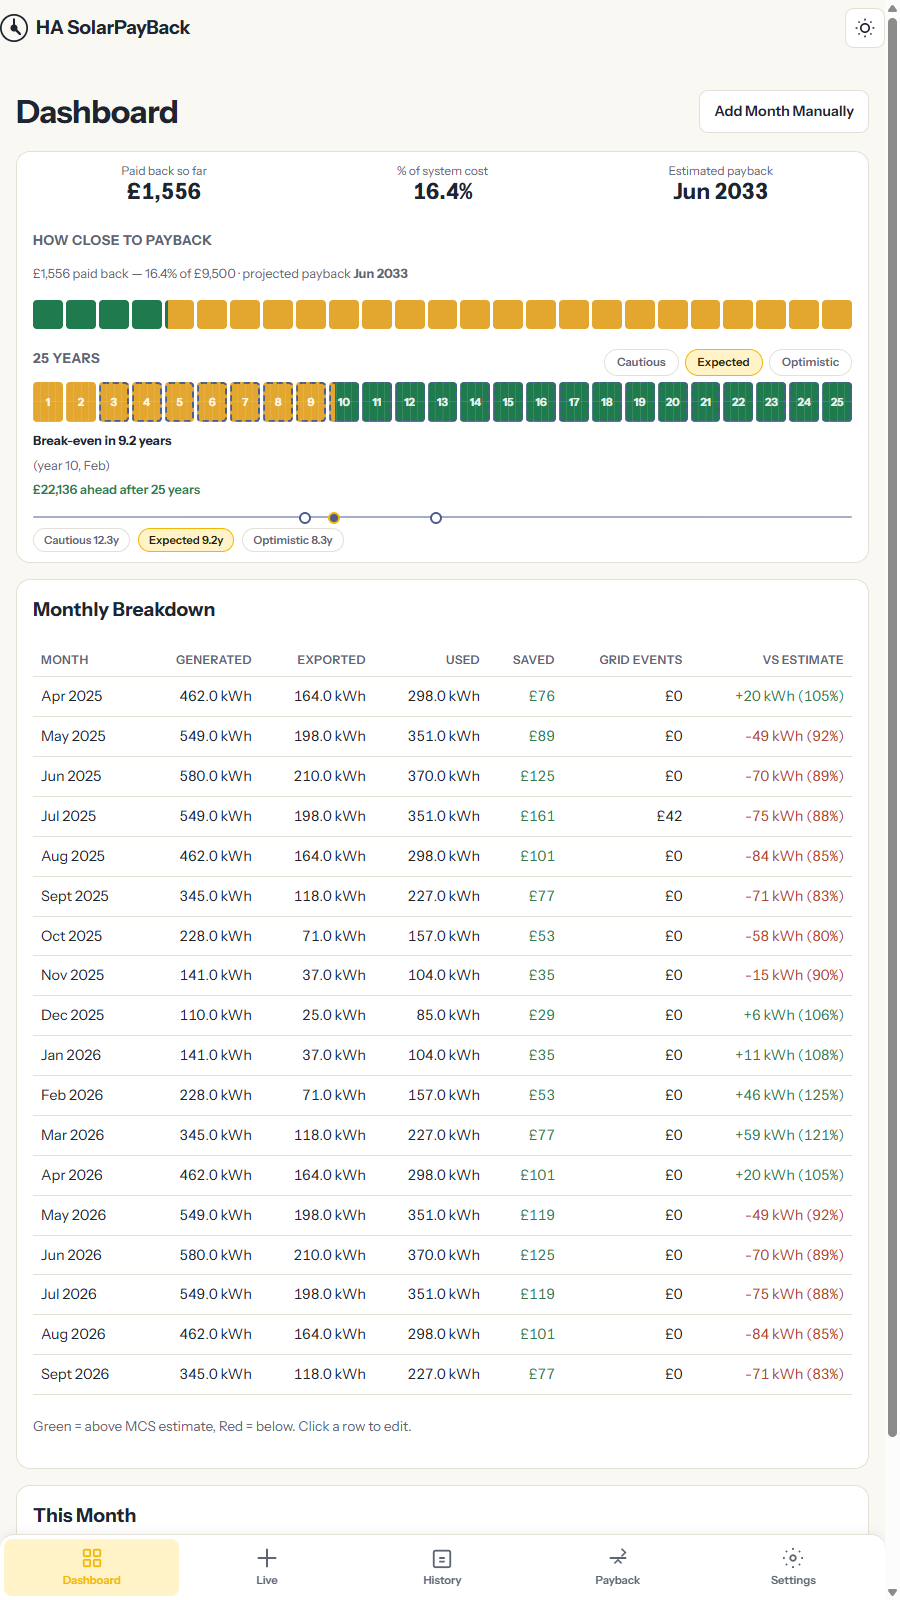 HA SolarPayBack
Dashboard
Add Month Manually
Paid back so far
£1,556
% of system cost
16.4%
Estimated payback
Jun 2033
HOW CLOSE TO PAYBACK
£1,556 paid back — 16.4% of £9,500 · projected payback Jun 2033
25 YEARS
Cautious
Expected
Optimistic
1 2 3 4 5 6 7 8 9 10 11 12 13 14 15 16 17 18 19 20 21 22 23 24 25
Break-even in 9.2 years
(year 10, Feb)
£22,136 ahead after 25 years
Cautious 12.3y
Expected 9.2y
Optimistic 8.3y
Monthly Breakdown
MONTH GENERATED EXPORTED USED SAVED GRID EVENTS VS ESTIMATE
Apr 2025 462.0 kWh 164.0 kWh 298.0 kWh £76 £0 +20 kWh (105%)
May 2025 549.0 kWh 198.0 kWh 351.0 kWh £89 £0 -49 kWh (92%)
Jun 2025 580.0 kWh 210.0 kWh 370.0 kWh £125 £0 -70 kWh (89%)
Jul 2025 549.0 kWh 198.0 kWh 351.0 kWh £161 £42 -75 kWh (88%)
Aug 2025 462.0 kWh 164.0 kWh 298.0 kWh £101 £0 -84 kWh (85%)
Sept 2025 345.0 kWh 118.0 kWh 227.0 kWh £77 £0 -71 kWh (83%)
Oct 2025 228.0 kWh 71.0 kWh 157.0 kWh £53 £0 -58 kWh (80%)
Nov 2025 141.0 kWh 37.0 kWh 104.0 kWh £35 £0 -15 kWh (90%)
Dec 2025 110.0 kWh 25.0 kWh 85.0 kWh £29 £0 +6 kWh (106%)
Jan 2026 141.0 kWh 37.0 kWh 104.0 kWh £35 £0 +11 kWh (108%)
Feb 2026 228.0 kWh 71.0 kWh 157.0 kWh £53 £0 +46 kWh (125%)
Mar 2026 345.0 kWh 118.0 kWh 227.0 kWh £77 £0 +59 kWh (121%)
Apr 2026 462.0 kWh 164.0 kWh 298.0 kWh £101 £0 +20 kWh (105%)
May 2026 549.0 kWh 198.0 kWh 351.0 kWh £119 £0 -49 kWh (92%)
Jun 2026 580.0 kWh 210.0 kWh 370.0 kWh £125 £0 -70 kWh (89%)
Jul 2026 549.0 kWh 198.0 kWh 351.0 kWh £119 £0 -75 kWh (88%)
Aug 2026 462.0 kWh 164.0 kWh 298.0 kWh £101 £0 -84 kWh (85%)
Sept 2026 345.0 kWh 118.0 kWh 227.0 kWh £77 £0 -71 kWh (83%)
Green = above MCS estimate, Red = below. Click a row to edit.
This Month
Dashboard
Live
History
Payback
Settings